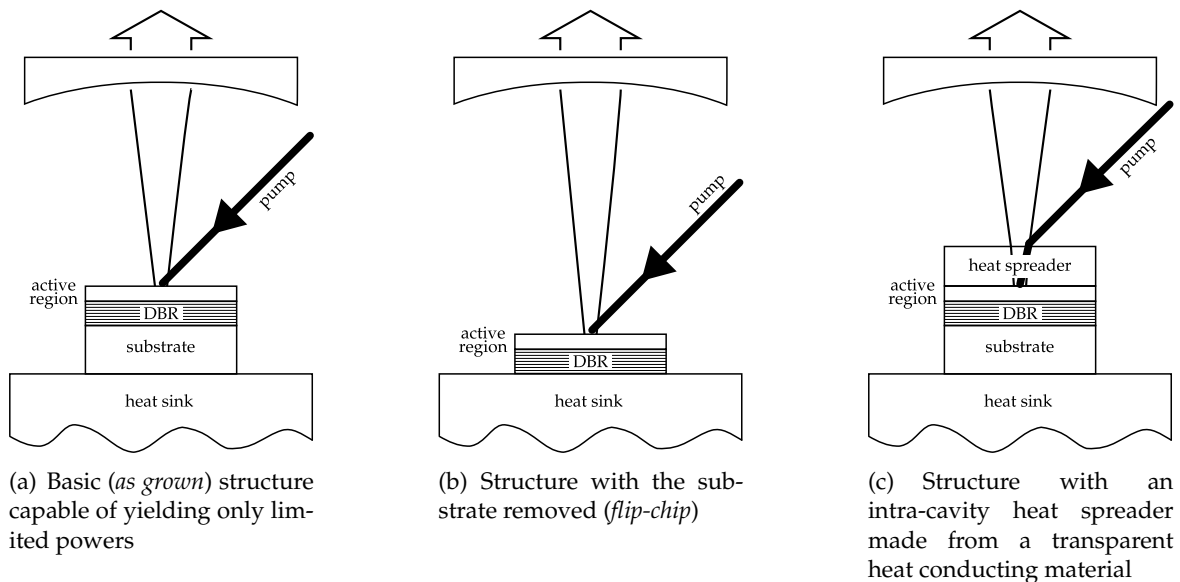 pump
active
region
DBR
substrate
heat sink
(a) Basic (as grown) structure
capable of yielding only lim-
ited powers
pump
active
region
DBR
heat sink
(b) Structure with the sub-
strate removed (flip-chip)
pump
heat spreader
active
region
DBR
substrate
heat sink
(c) Structure with an
intra-cavity heat spreader
made from a transparent
heat conducting material